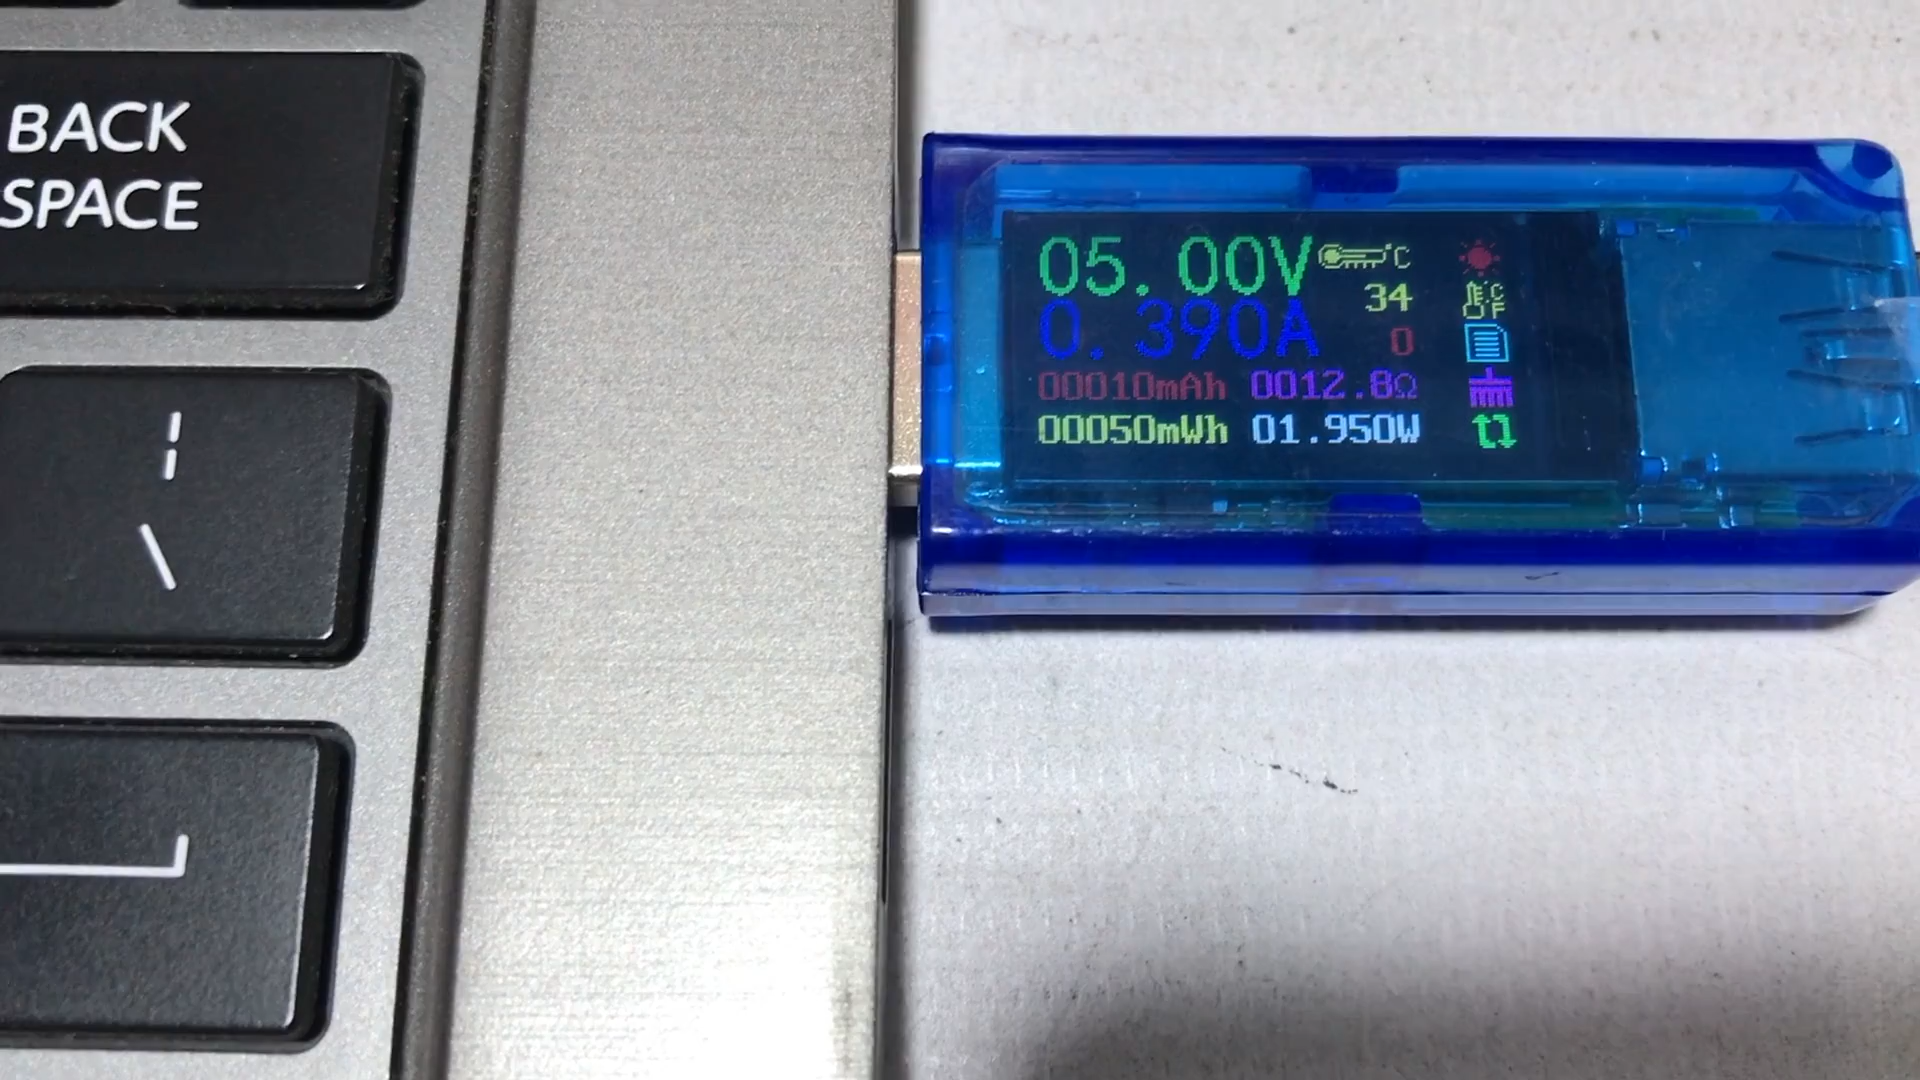 BACK
SPACE
¦
\
05.00V °C
34
0.390A 0
00010mAh 0012.8Ω
00050mWh 01.950W
°C
°F